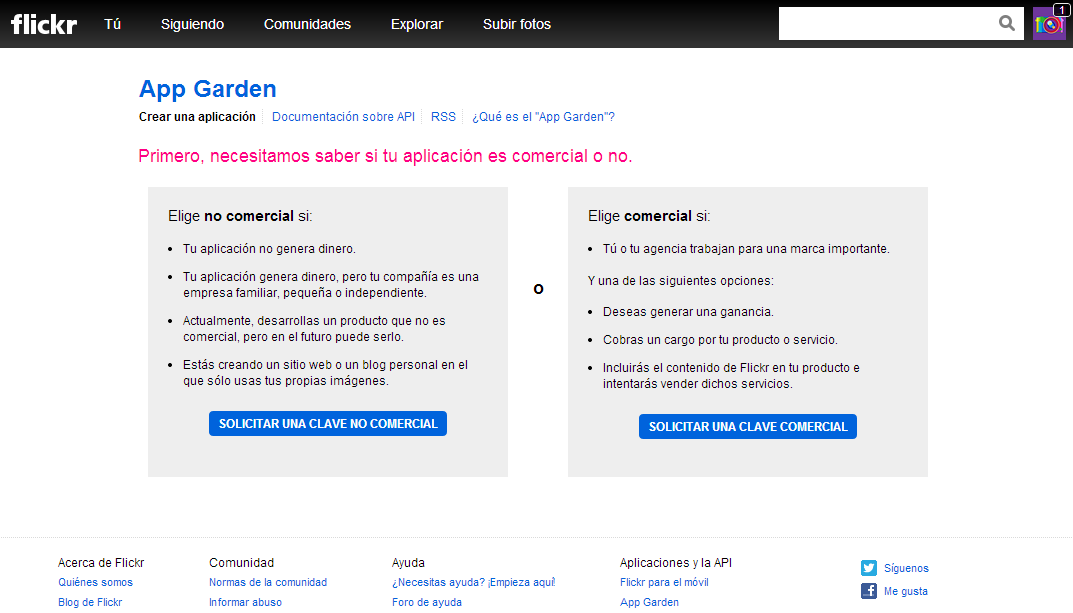 flickr Tú Siguiendo Comunidades Explorar Subir fotos 1
App Garden
Crear una aplicación Documentación sobre API RSS ¿Qué es el "App Garden"?
Primero, necesitamos saber si tu aplicación es comercial o no.
Elige no comercial si:
• Tu aplicación no genera dinero.
• Tu aplicación genera dinero, pero tu compañía es una
empresa familiar, pequeña o independiente.
• Actualmente, desarrollas un producto que no es
comercial, pero en el futuro puede serlo.
• Estás creando un sitio web o un blog personal en el
que sólo usas tus propias imágenes.
SOLICITAR UNA CLAVE NO COMERCIAL
o
Elige comercial si:
• Tú o tu agencia trabajan para una marca importante.
Y una de las siguientes opciones:
• Deseas generar una ganancia.
• Cobras un cargo por tu producto o servicio.
• Incluirás el contenido de Flickr en tu producto e
intentarás vender dichos servicios.
SOLICITAR UNA CLAVE COMERCIAL
Acerca de Flickr
Quiénes somos
Blog de Flickr
Comunidad
Normas de la comunidad
Informar abuso
Ayuda
¿Necesitas ayuda? ¡Empieza aquí!
Foro de ayuda
Aplicaciones y la API
Flickr para el móvil
App Garden
Síguenos
Me gusta